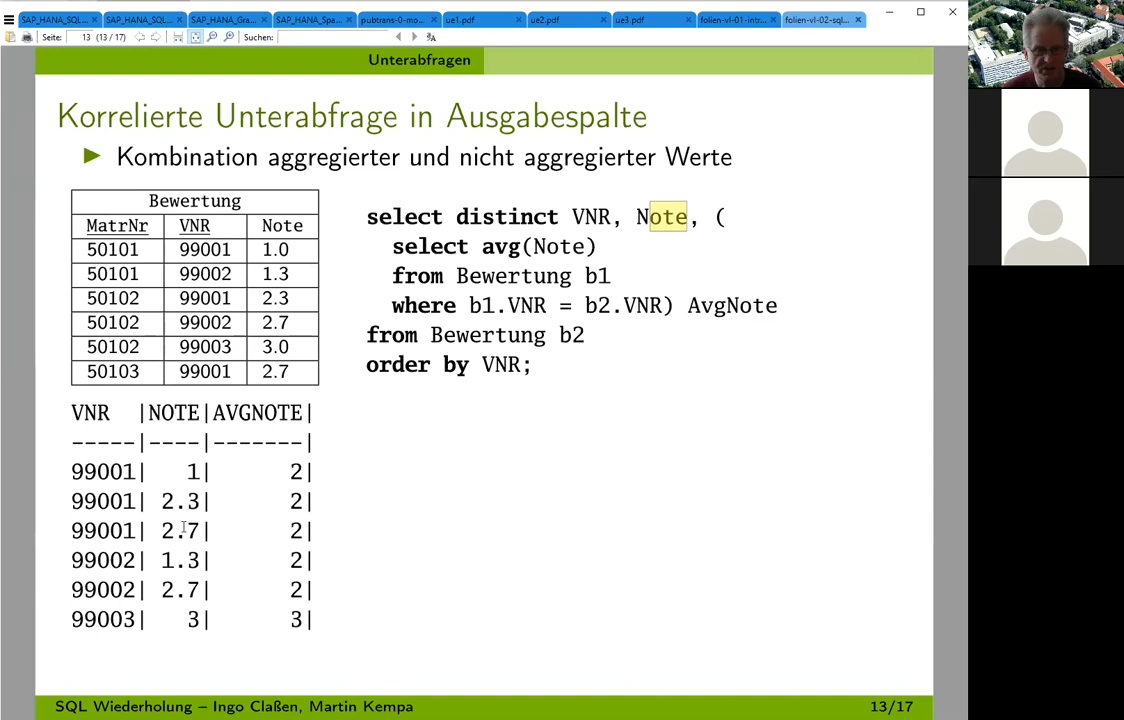 SAP_HANA_SQL... SAP_HANA_SQL... SAP_HANA_Gra... SAP_HANA_Spa... pubtrans-0-mo... ue1.pdf ue2.pdf ue3.pdf folien-vl-01-intr... folien-vl-02-sql...
Seite: 13 (13 / 17) Suchen:
Unterabfragen
Korrelierte Unterabfrage in Ausgabespalte
Kombination aggregierter und nicht aggregierter Werte
Bewertung
MatrNr VNR Note
50101 99001 1.0
50101 99002 1.3
50102 99001 2.3
50102 99002 2.7
50102 99003 3.0
50103 99001 2.7
select distinct VNR, Note, (
select avg(Note)
from Bewertung b1
where b1.VNR = b2.VNR) AvgNote
from Bewertung b2
order by VNR;
VNR |NOTE|AVGNOTE|
-----|----|-------|
99001| 1| 2|
99001| 2.3| 2|
99001| 2.7| 2|
99002| 1.3| 2|
99002| 2.7| 2|
99003| 3| 3|
SQL Wiederholung – Ingo Claßen, Martin Kempa 13/17